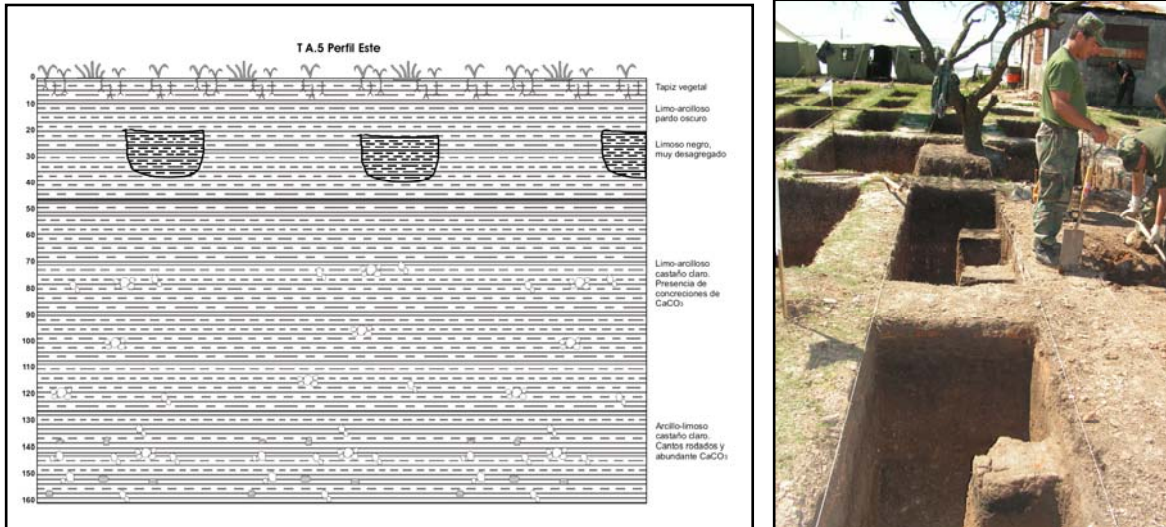 T A.5 Perfil Este
0
Tapiz vegetal
10
Limo-arcilloso
pardo oscuro
20
Limoso negro,
muy desagregado
30
40
50
60
70
Limo-arcilloso
castaño claro.
Presencia de
concreciones de
CaCO₃
80
90
100
110
120
130
Arcillo-limoso
castaño claro.
Cantos rodados y
abundante CaCO₃
140
150
160